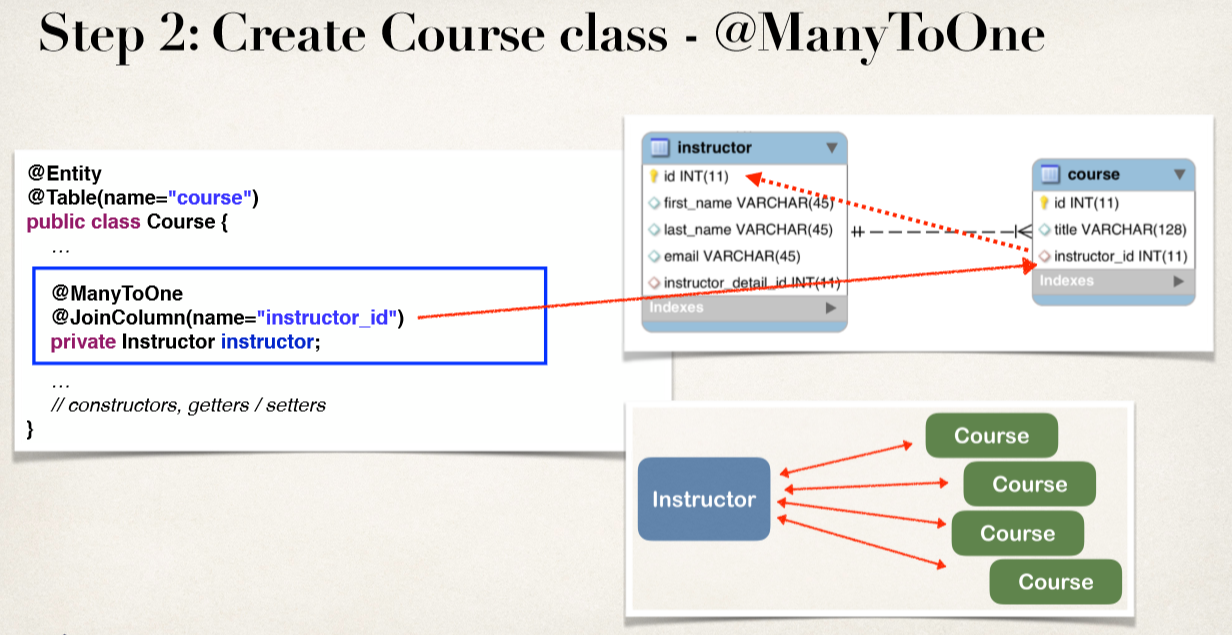 Step 2: Create Course class - @ManyToOne
@Entity
@Table(name="course")
public class Course {
…
@ManyToOne
@JoinColumn(name="instructor_id")
private Instructor instructor;
…
// constructors, getters / setters
}
instructor
id INT(11)
first_name VARCHAR(45)
last_name VARCHAR(45)
email VARCHAR(45)
instructor_detail_id INT(11)
Indexes
course
id INT(11)
title VARCHAR(128)
instructor_id INT(11)
Indexes
Instructor
Course
Course
Course
Course